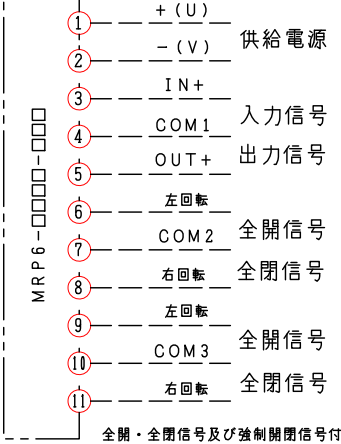 ① +(U)
供給電源
② -(V)
③ IN+
入力信号
④ COM1
出力信号
⑤ OUT+
⑥ 左回転
全開信号
⑦ COM2
全閉信号
⑧ 右回転
⑨ 左回転
全開信号
⑩ COM3
全閉信号
⑪ 右回転
MRP6-□□□□-□□□
全開・全閉信号及び強制開閉信号付